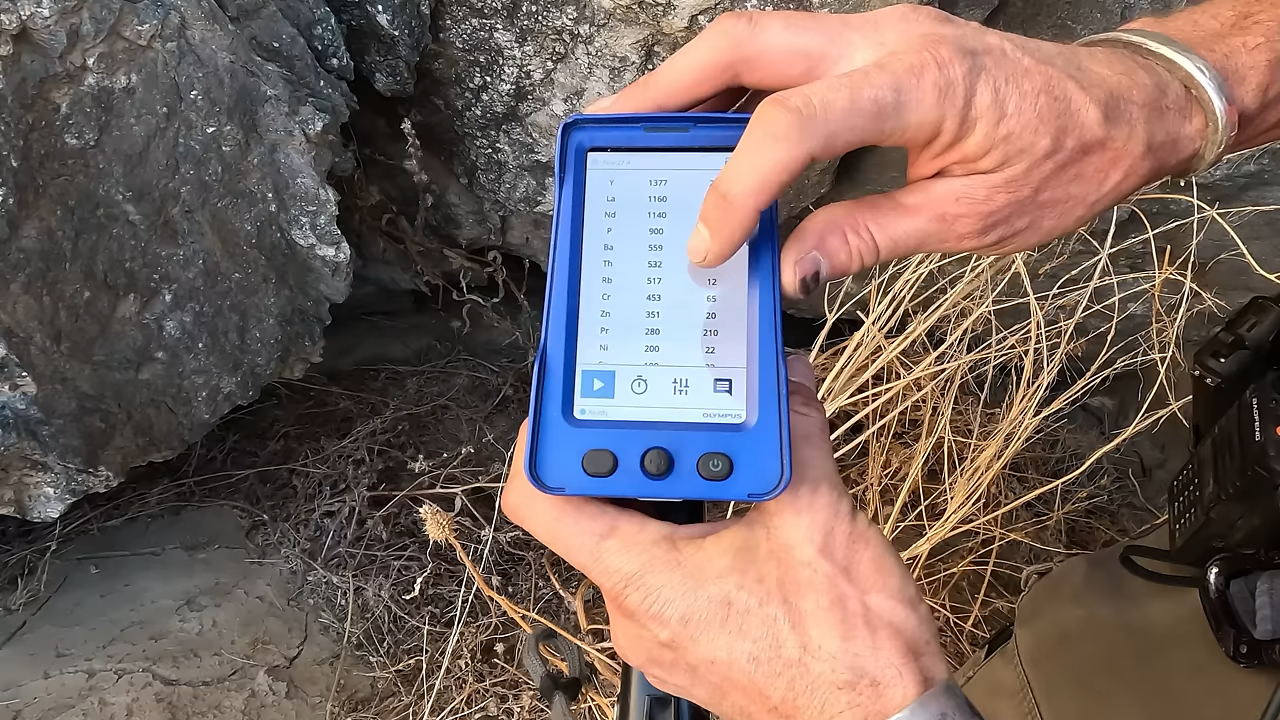 Y 1377
La 1160
Nd 1140
P 900
Ba 559
Th 532
Rb 517 12
Cr 453 65
Zn 351 20
Pr 280 210
Ni 200 22
Ready OLYMPUS
BAOFENG